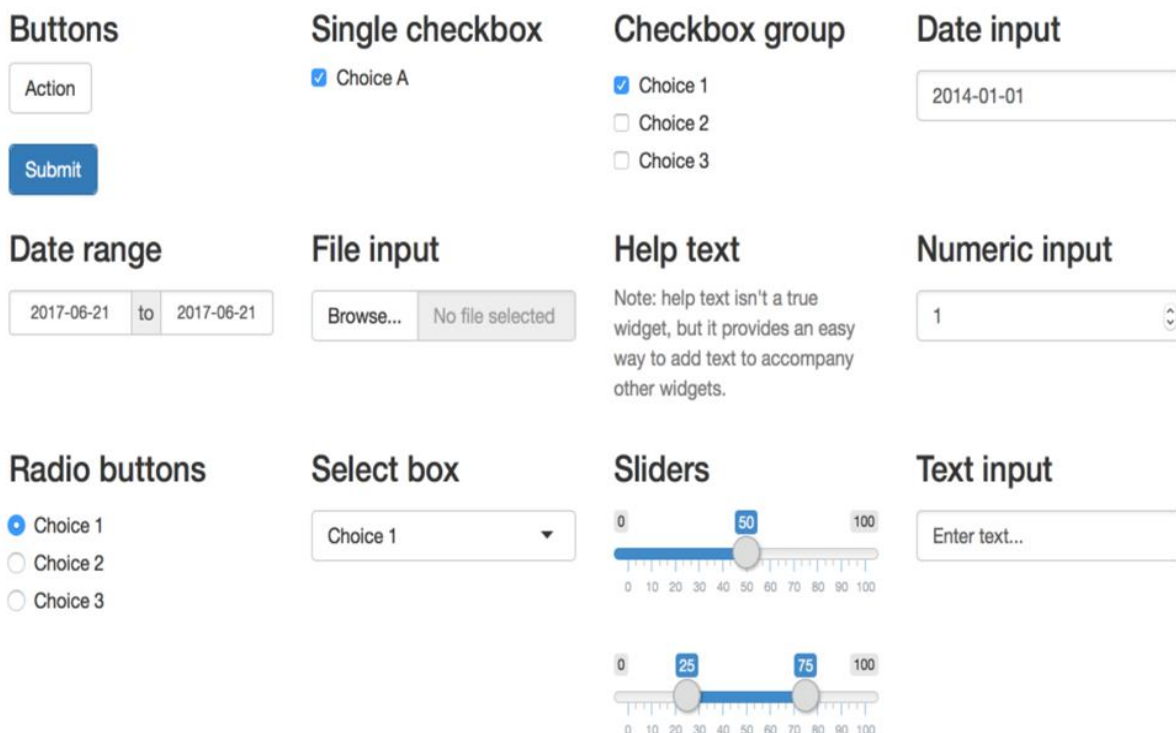 Buttons
Action
Submit
Single checkbox
Choice A
Checkbox group
Choice 1
Choice 2
Choice 3
Date input
2014-01-01
Date range
2017-06-21 to 2017-06-21
File input
Browse... No file selected
Help text
Note: help text isn't a true
widget, but it provides an easy
way to add text to accompany
other widgets.
Numeric input
1
Radio buttons
Choice 1
Choice 2
Choice 3
Select box
Choice 1
Sliders
0 50 100
0 10 20 30 40 50 60 70 80 90 100
0 25 75 100
0 10 20 30 40 50 60 70 80 90 100
Text input
Enter text...